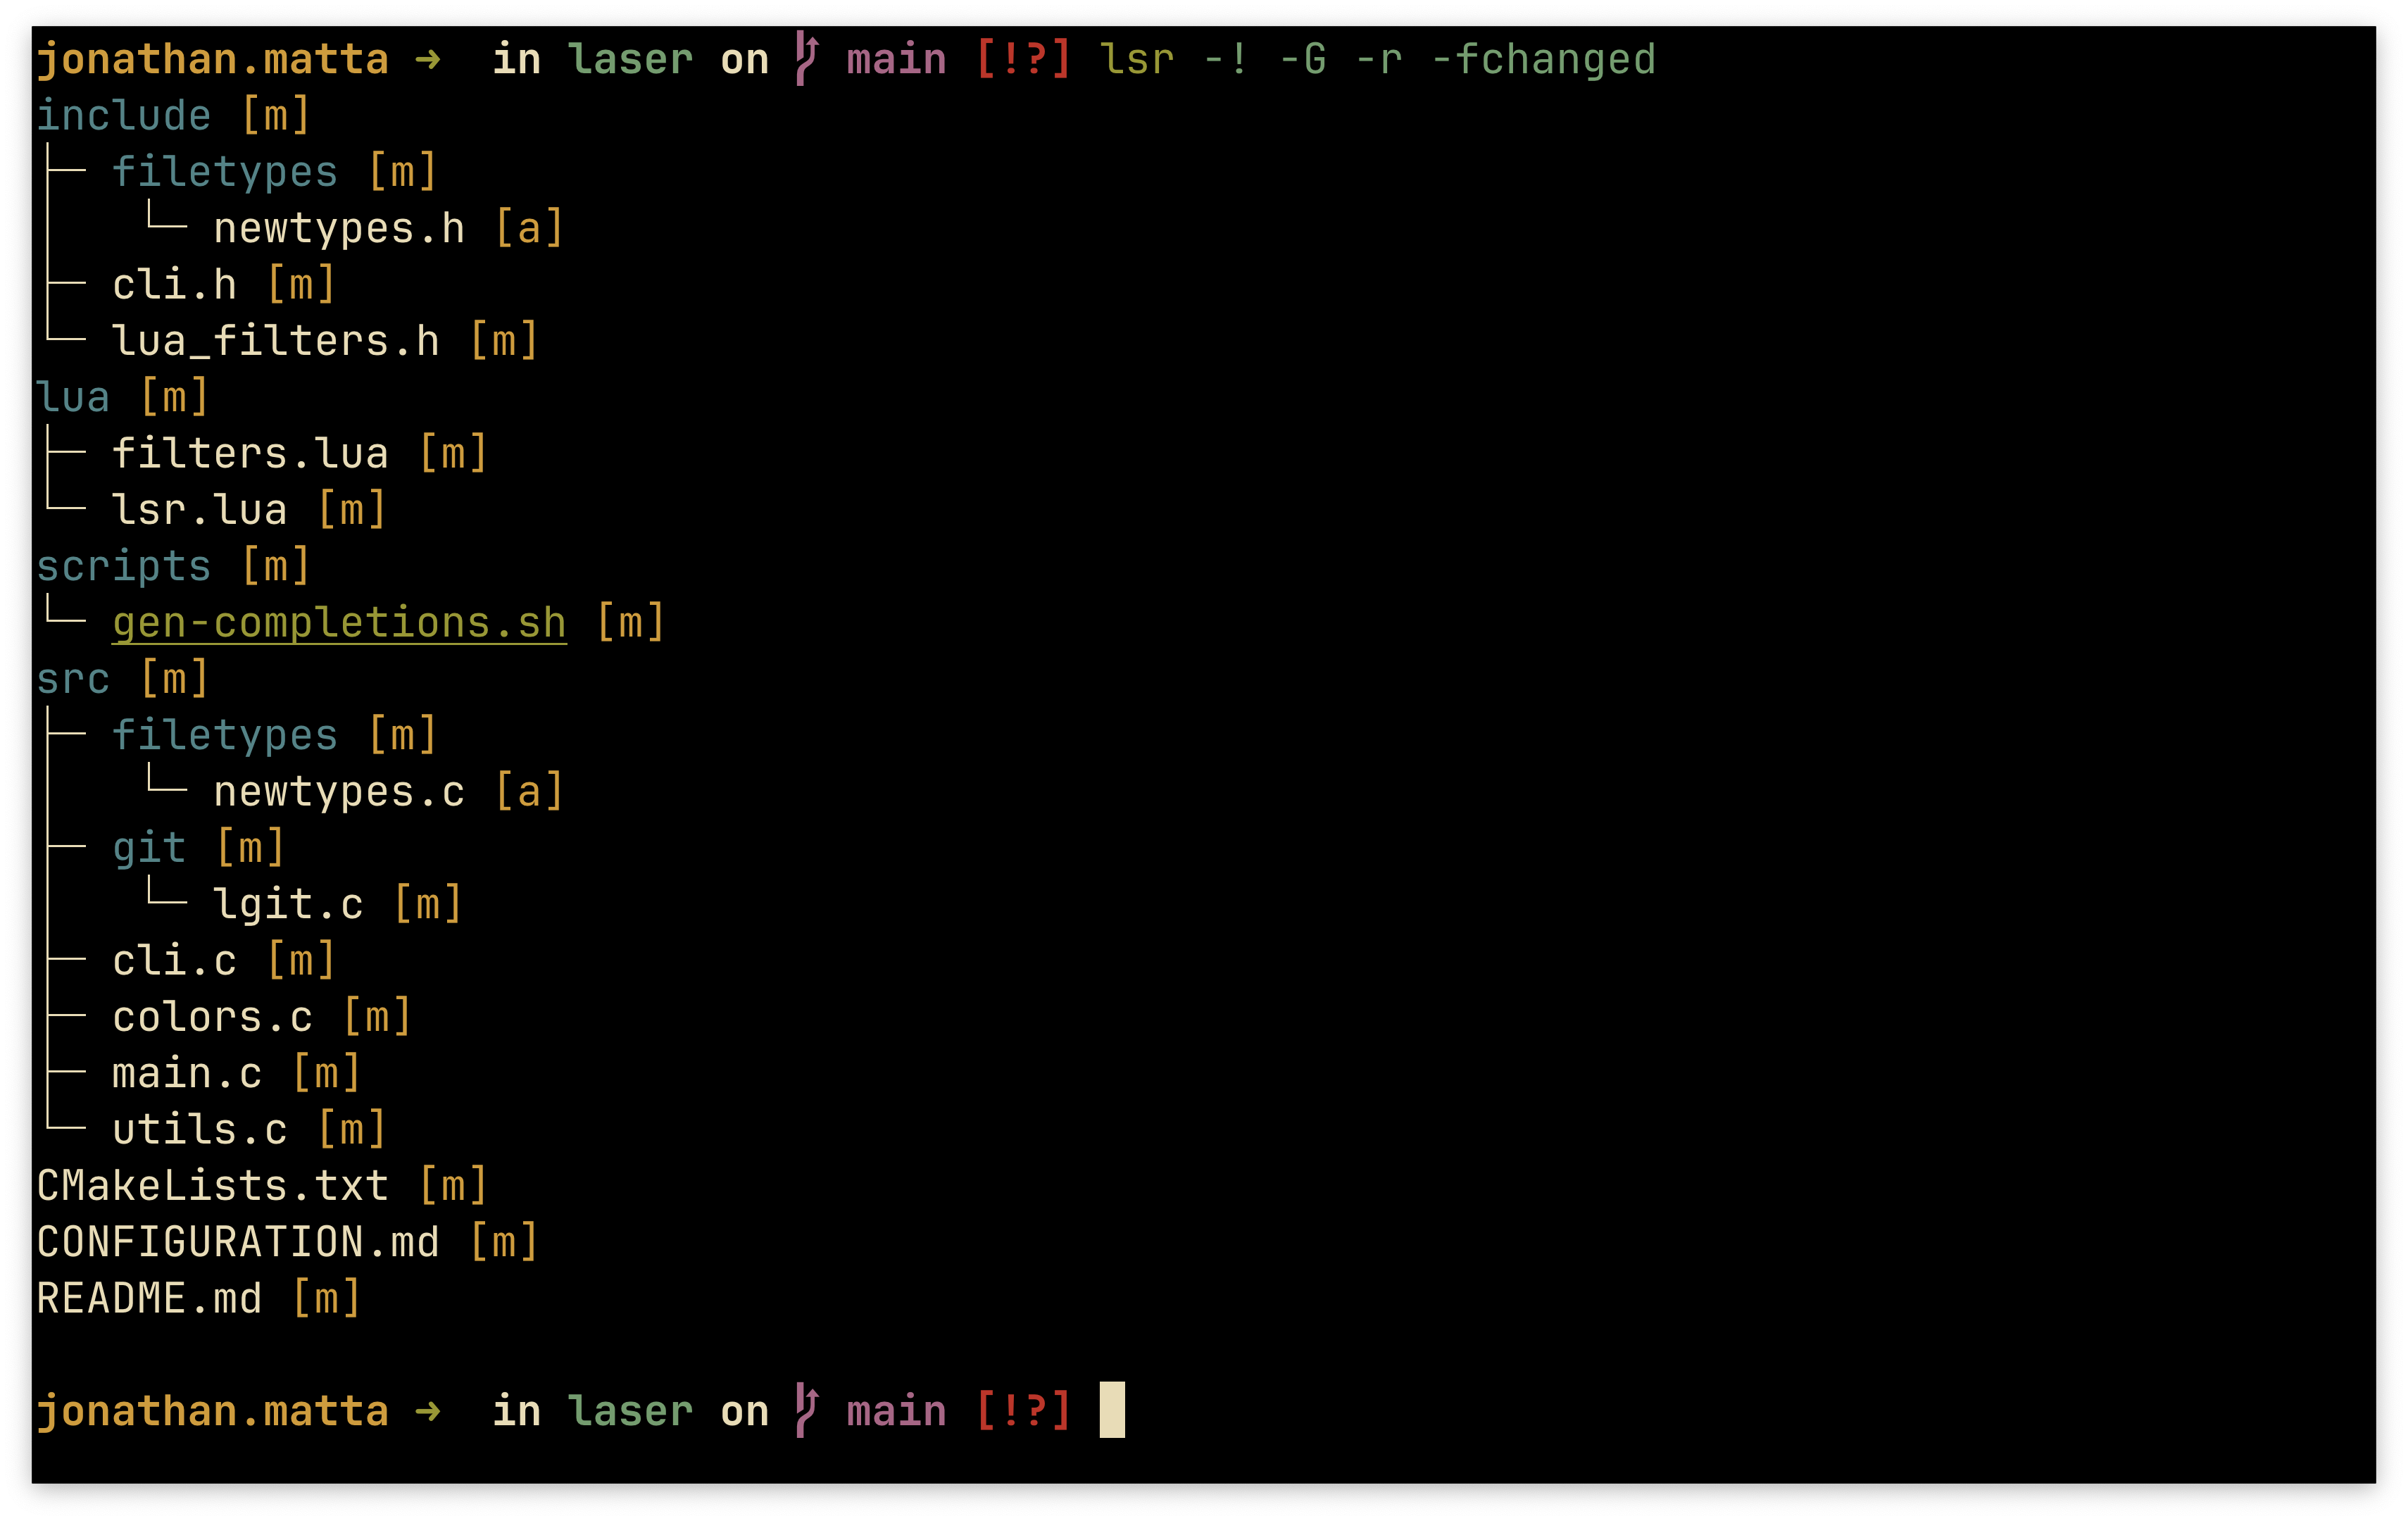 jonathan.matta ➜  in laser on  main [!?] lsr -! -G -r -fchanged
include [m]
├─ filetypes [m]
│   └─ newtypes.h [a]
├─ cli.h [m]
└─ lua_filters.h [m]
lua [m]
├─ filters.lua [m]
└─ lsr.lua [m]
scripts [m]
└─ gen-completions.sh [m]
src [m]
├─ filetypes [m]
│   └─ newtypes.c [a]
├─ git [m]
│   └─ lgit.c [m]
├─ cli.c [m]
├─ colors.c [m]
├─ main.c [m]
└─ utils.c [m]
CMakeLists.txt [m]
CONFIGURATION.md [m]
README.md [m]
jonathan.matta ➜  in laser on  main [!?]